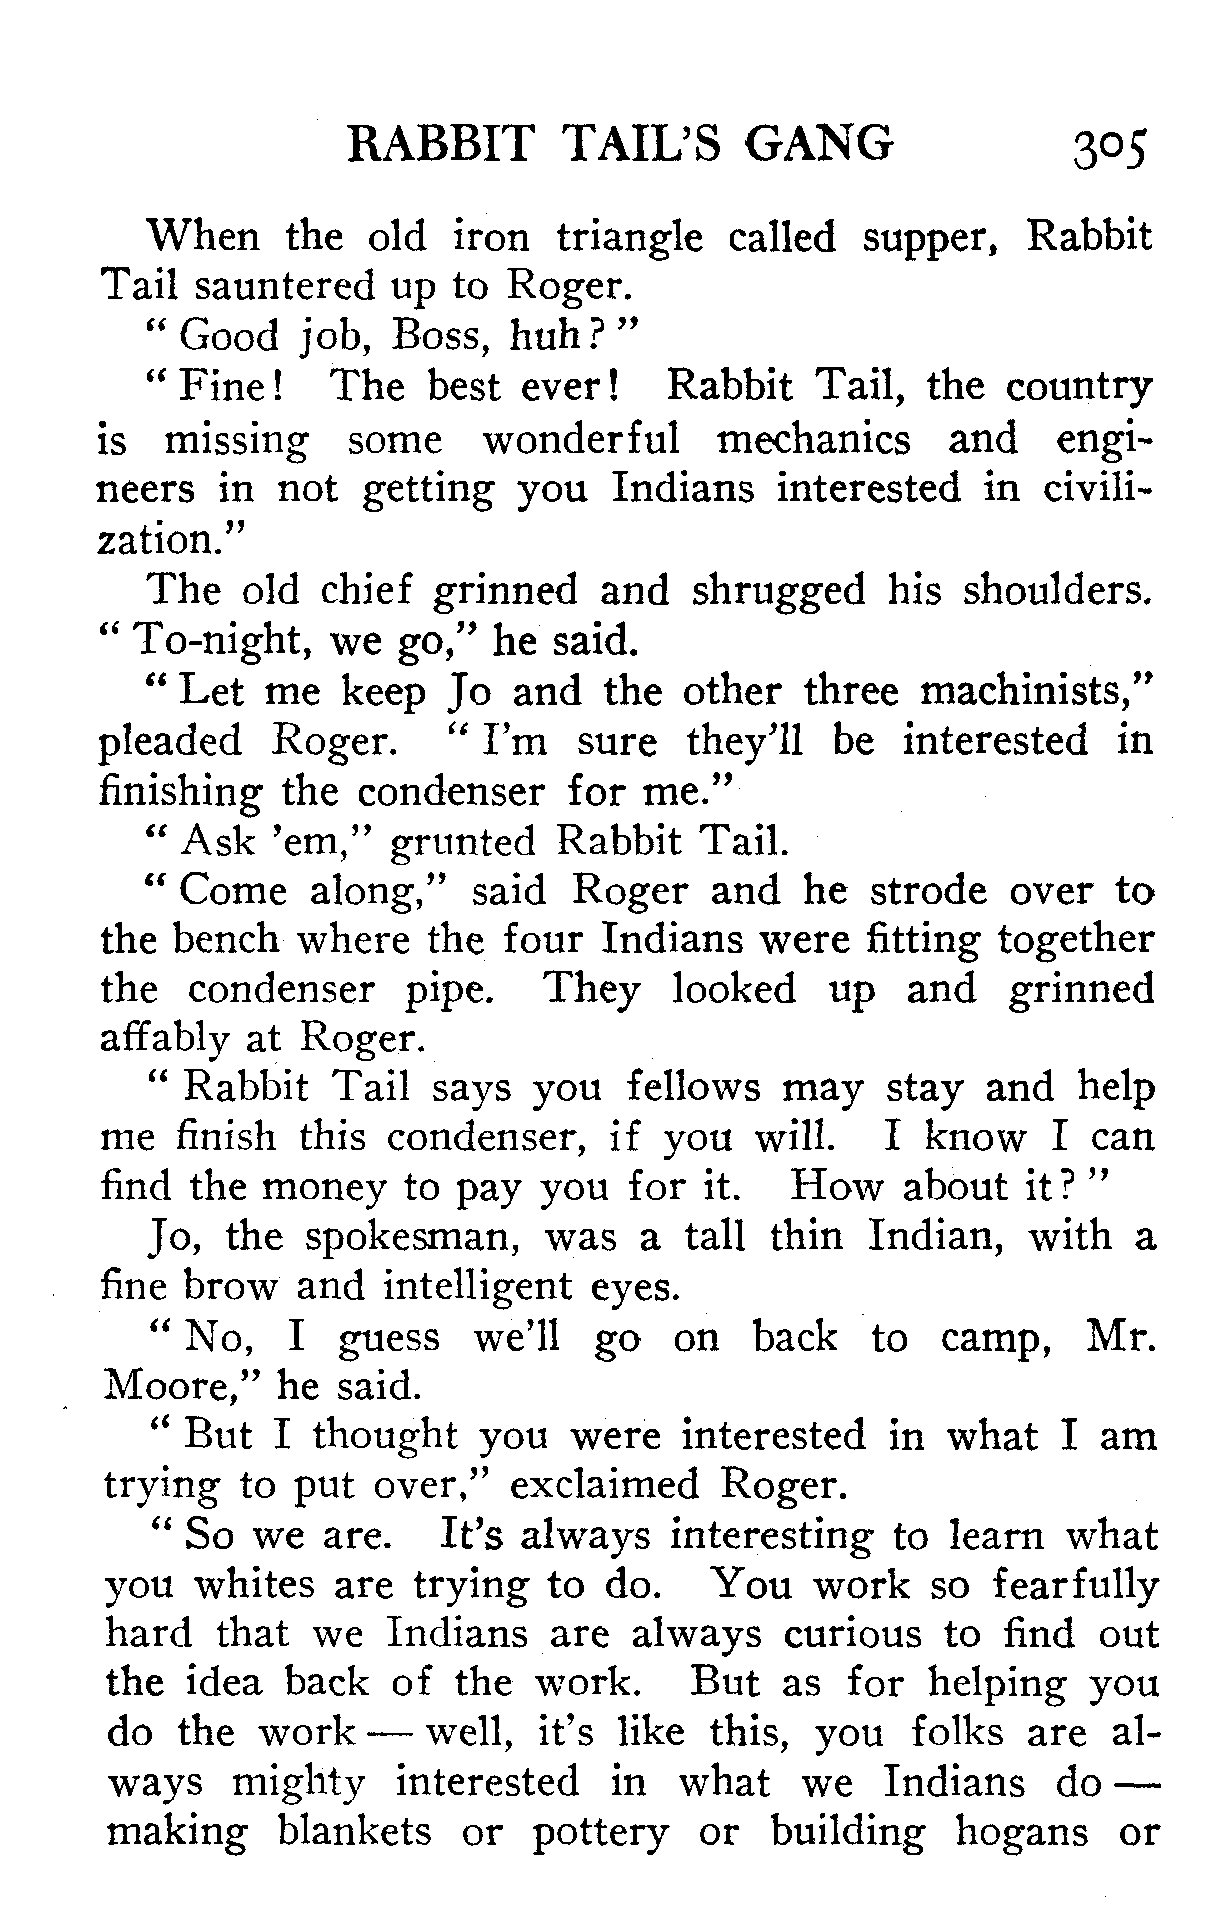 RABBIT TAIL'S GANG 305
When the old iron triangle called supper, Rabbit
Tail sauntered up to Roger.
" Good job, Boss, huh? "
" Fine! The best ever! Rabbit Tail, the country
is missing some wonderful mechanics and engi-
neers in not getting you Indians interested in civili-
zation."
The old chief grinned and shrugged his shoulders.
" To-night, we go," he said.
" Let me keep Jo and the other three machinists,"
pleaded Roger. " I'm sure they'll be interested in
finishing the condenser for me."
" Ask 'em," grunted Rabbit Tail.
" Come along," said Roger and he strode over to
the bench where the four Indians were fitting together
the condenser pipe. They looked up and grinned
affably at Roger.
" Rabbit Tail says you fellows may stay and help
me finish this condenser, if you will. I know I can
find the money to pay you for it. How about it? "
Jo, the spokesman, was a tall thin Indian, with a
fine brow and intelligent eyes.
" No, I guess we'll go on back to camp, Mr.
Moore," he said.
" But I thought you were interested in what I am
trying to put over," exclaimed Roger.
" So we are. It's always interesting to learn what
you whites are trying to do. You work so fearfully
hard that we Indians are always curious to find out
the idea back of the work. But as for helping you
do the work — well, it's like this, you folks are al-
ways mighty interested in what we Indians do —
making blankets or pottery or building hogans or